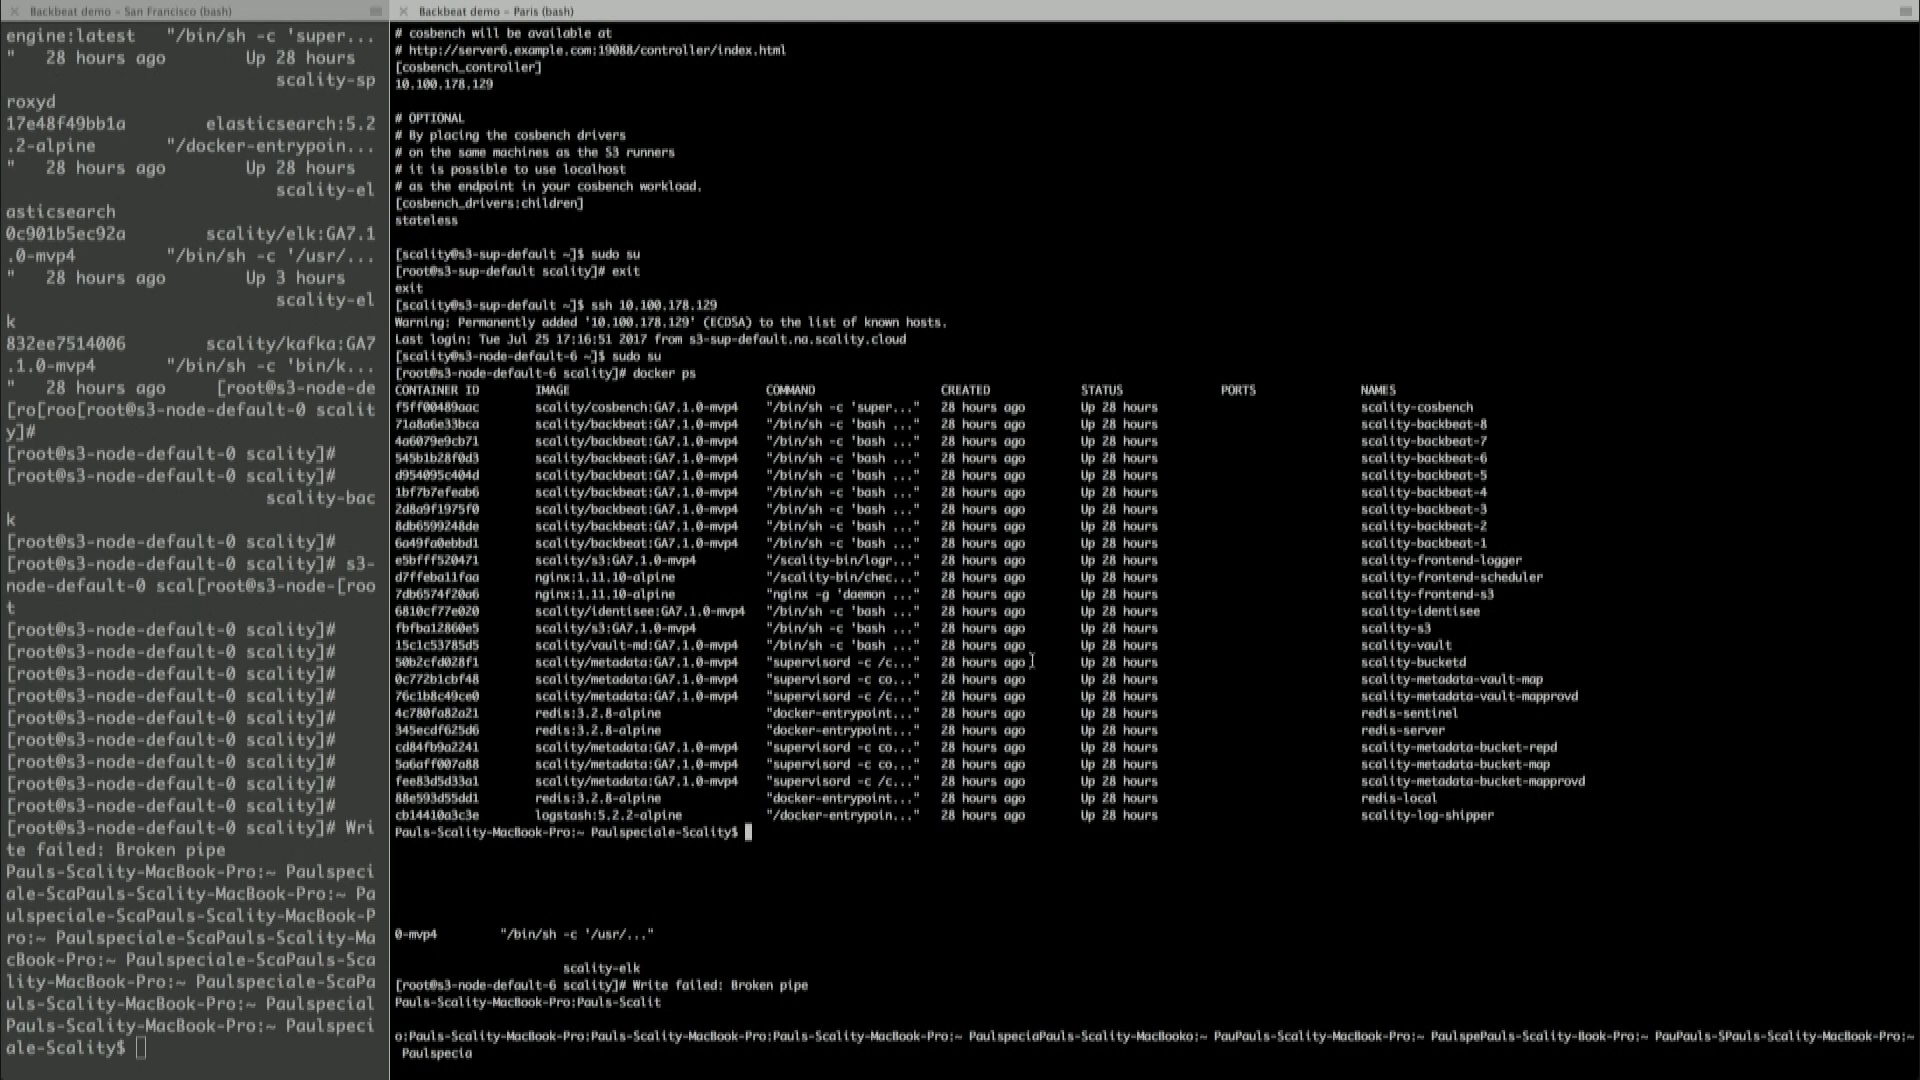 Backbeat demo – San Francisco (bash)
engine:latest "/bin/sh -c 'super...
" 28 hours ago Up 28 hours
scality-sp
roxyd
17e48f49bb1a elasticsearch:5.2
.2-alpine "/docker-entrypoin...
" 28 hours ago Up 28 hours
scality-el
asticsearch
0c901b5ec92a scality/elk:GA7.1
.0-mvp4 "/bin/sh -c '/usr/...
" 28 hours ago Up 3 hours
scality-el
k
832ee7514006 scality/kafka:GA7
.1.0-mvp4 "/bin/sh -c 'bin/k...
" 28 hours ago [root@s3-node-de
[ro[roo[root@s3-node-default-0 scalit
y]#
[root@s3-node-default-0 scality]#
[root@s3-node-default-0 scality]#
scality-bac
k
[root@s3-node-default-0 scality]#
[root@s3-node-default-0 scality]# s3-
node-default-0 scal[root@s3-node-[roo
t
[root@s3-node-default-0 scality]#
[root@s3-node-default-0 scality]#
[root@s3-node-default-0 scality]#
[root@s3-node-default-0 scality]#
[root@s3-node-default-0 scality]#
[root@s3-node-default-0 scality]#
[root@s3-node-default-0 scality]#
[root@s3-node-default-0 scality]#
[root@s3-node-default-0 scality]#
[root@s3-node-default-0 scality]# Wri
te failed: Broken pipe
Pauls-Scality-MacBook-Pro:~ Paulspeci
ale-ScaPauls-Scality-MacBook-Pro:~ Pa
ulspeciale-ScaPauls-Scality-MacBook-P
ro:~ Paulspeciale-ScaPauls-Scality-Ma
cBook-Pro:~ Paulspeciale-ScaPauls-Sca
lity-MacBook-Pro:~ Paulspeciale-ScaPa
uls-Scality-MacBook-Pro:~ Paulspecial
Pauls-Scality-MacBook-Pro:~ Paulspeci
ale-Scality$
Backbeat demo – Paris (bash)
# cosbench will be available at
# http://server6.example.com:19088/controller/index.html
[cosbench_controller]
10.100.178.129
# OPTIONAL
# By placing the cosbench drivers
# on the same machines as the S3 runners
# it is possible to use localhost
# as the endpoint in your cosbench workload.
[cosbench_drivers:children]
stateless
[scality@s3-sup-default ~]$ sudo su
[root@s3-sup-default scality]# exit
exit
[scality@s3-sup-default ~]$ ssh 10.100.178.129
Warning: Permanently added '10.100.178.129' (ECDSA) to the list of known hosts.
Last login: Tue Jul 25 17:16:51 2017 from s3-sup-default.na.scality.cloud
[scality@s3-node-default-6 ~]$ sudo su
[root@s3-node-default-6 scality]# docker ps
CONTAINER ID IMAGE COMMAND CREATED STATUS PORTS NAMES
f5ff00489aac scality/cosbench:GA7.1.0-mvp4 "/bin/sh -c 'super..." 28 hours ago Up 28 hours scality-cosbench
71a8a6e33bca scality/backbeat:GA7.1.0-mvp4 "/bin/sh -c 'bash ..." 28 hours ago Up 28 hours scality-backbeat-8
4a6079e9cb71 scality/backbeat:GA7.1.0-mvp4 "/bin/sh -c 'bash ..." 28 hours ago Up 28 hours scality-backbeat-7
545b1b28f0d3 scality/backbeat:GA7.1.0-mvp4 "/bin/sh -c 'bash ..." 28 hours ago Up 28 hours scality-backbeat-6
d954095c404d scality/backbeat:GA7.1.0-mvp4 "/bin/sh -c 'bash ..." 28 hours ago Up 28 hours scality-backbeat-5
1bf7b7efeab6 scality/backbeat:GA7.1.0-mvp4 "/bin/sh -c 'bash ..." 28 hours ago Up 28 hours scality-backbeat-4
2d8a9f1975f0 scality/backbeat:GA7.1.0-mvp4 "/bin/sh -c 'bash ..." 28 hours ago Up 28 hours scality-backbeat-3
8db6599248de scality/backbeat:GA7.1.0-mvp4 "/bin/sh -c 'bash ..." 28 hours ago Up 28 hours scality-backbeat-2
6a49fa0ebbd1 scality/backbeat:GA7.1.0-mvp4 "/bin/sh -c 'bash ..." 28 hours ago Up 28 hours scality-backbeat-1
e5bfff520471 scality/s3:GA7.1.0-mvp4 "/scality-bin/logr..." 28 hours ago Up 28 hours scality-frontend-logger
d7ffeba11faa nginx:1.11.10-alpine "/scality-bin/chec..." 28 hours ago Up 28 hours scality-frontend-scheduler
7db6574f20a6 nginx:1.11.10-alpine "nginx -g 'daemon ..." 28 hours ago Up 28 hours scality-frontend-s3
6810cf77e020 scality/identisee:GA7.1.0-mvp4 "/bin/sh -c 'bash ..." 28 hours ago Up 28 hours scality-identisee
fbfba12860e5 scality/s3:GA7.1.0-mvp4 "/bin/sh -c 'bash ..." 28 hours ago Up 28 hours scality-s3
15c1c53785d5 scality/vault-md:GA7.1.0-mvp4 "/bin/sh -c 'bash ..." 28 hours ago Up 28 hours scality-vault
50b2cfd028f1 scality/metadata:GA7.1.0-mvp4 "supervisord -c /c..." 28 hours ago Up 28 hours scality-bucketd
0c772b1cbf48 scality/metadata:GA7.1.0-mvp4 "supervisord -c co..." 28 hours ago Up 28 hours scality-metadata-vault-map
76c1b8c49ce0 scality/metadata:GA7.1.0-mvp4 "supervisord -c /c..." 28 hours ago Up 28 hours scality-metadata-vault-mapprovd
4c780fa82a21 redis:3.2.8-alpine "docker-entrypoint..." 28 hours ago Up 28 hours redis-sentinel
345ecdf625d6 redis:3.2.8-alpine "docker-entrypoint..." 28 hours ago Up 28 hours redis-server
cd84fb9a2241 scality/metadata:GA7.1.0-mvp4 "supervisord -c co..." 28 hours ago Up 28 hours scality-metadata-bucket-repd
5a6aff007a88 scality/metadata:GA7.1.0-mvp4 "supervisord -c co..." 28 hours ago Up 28 hours scality-metadata-bucket-map
fee83d5d33a1 scality/metadata:GA7.1.0-mvp4 "supervisord -c /c..." 28 hours ago Up 28 hours scality-metadata-bucket-mapprovd
88e593d55dd1 redis:3.2.8-alpine "docker-entrypoint..." 28 hours ago Up 28 hours redis-local
cb14410a3c3e logstash:5.2.2-alpine "/docker-entrypoin..." 28 hours ago Up 28 hours scality-log-shipper
Pauls-Scality-MacBook-Pro:~ Paulspeciale-Scality$
0-mvp4 "/bin/sh -c '/usr/..."
scality-elk
[root@s3-node-default-6 scality]# Write failed: Broken pipe
Pauls-Scality-MacBook-Pro:Pauls-Scalit
o:Pauls-Scality-MacBook-Pro:Pauls-Scality-MacBook-Pro:Pauls-Scality-MacBook-Pro:~ PaulspeciaPauls-Scality-MacBooko:~ PauPauls-Scality-MacBook-Pro:~ PaulspePauls-Scality-Book-Pro:~ PauPauls-SPauls-Scality-MacBook-Pro:~
Paulspecia